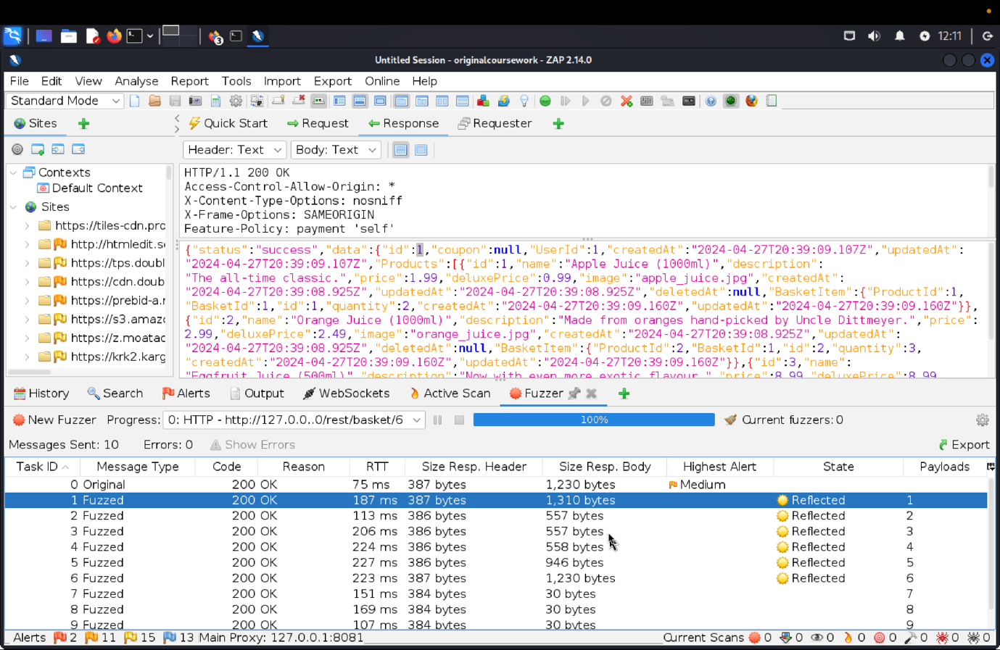 3
12:11
Untitled Session - originalcoursework - ZAP 2.14.0
File Edit View Analyse Report Tools Import Export Online Help
Standard Mode
Sites
Quick Start Request Response Requester
Header: Text Body: Text
Contexts
Default Context
Sites
https://tiles-cdn.pro
http://htmledit.s
https://tps.doubl
https://cdn.doub
https://prebid-a.r
https://s3.amaz
https://z.moatad
https://krk2.karg
HTTP/1.1 200 OK
Access-Control-Allow-Origin: *
X-Content-Type-Options: nosniff
X-Frame-Options: SAMEORIGIN
Feature-Policy: payment 'self'
{"status":"success","data":{"id":1,"coupon":null,"UserId":1,"createdAt":"2024-04-27T20:39:09.107Z","updatedAt":
"2024-04-27T20:39:09.107Z","Products":[{"id":1,"name":"Apple Juice (1000ml)","description":
"The all-time classic.","price":1.99,"deluxePrice":0.99,"image":"apple_juice.jpg","createdAt":
"2024-04-27T20:39:08.925Z","updatedAt":"2024-04-27T20:39:08.925Z","deletedAt":null,"BasketItem":{"ProductId":1,
"BasketId":1,"id":1,"quantity":2,"createdAt":"2024-04-27T20:39:09.160Z","updatedAt":"2024-04-27T20:39:09.160Z"}},
{"id":2,"name":"Orange Juice (1000ml)","description":"Made from oranges hand-picked by Uncle Dittmeyer.","price":
2.99,"deluxePrice":2.49,"image":"orange_juice.jpg","createdAt":"2024-04-27T20:39:08.925Z","updatedAt":
"2024-04-27T20:39:08.925Z","deletedAt":null,"BasketItem":{"ProductId":2,"BasketId":1,"id":2,"quantity":3,
"createdAt":"2024-04-27T20:39:09.160Z","updatedAt":"2024-04-27T20:39:09.160Z"}},{"id":3,"name":
"Eggfruit Juice (500ml)","description":"Now with even more exotic flavour.","price":8.99,"deluxePrice":8.99,
History Search Alerts Output WebSockets Active Scan Fuzzer
New Fuzzer Progress: 0: HTTP - http://127.0.0..0/rest/basket/6 100% Current fuzzers: 0
Messages Sent: 10 Errors: 0 Show Errors Export
Task ID Message Type Code Reason RTT Size Resp. Header Size Resp. Body Highest Alert State Payloads
0 Original 200 OK 75 ms 387 bytes 1,230 bytes Medium
1 Fuzzed 200 OK 187 ms 387 bytes 1,310 bytes Reflected 1
2 Fuzzed 200 OK 113 ms 386 bytes 557 bytes Reflected 2
3 Fuzzed 200 OK 206 ms 386 bytes 557 bytes Reflected 3
4 Fuzzed 200 OK 224 ms 386 bytes 558 bytes Reflected 4
5 Fuzzed 200 OK 227 ms 386 bytes 946 bytes Reflected 5
6 Fuzzed 200 OK 223 ms 387 bytes 1,230 bytes Reflected 6
7 Fuzzed 200 OK 151 ms 384 bytes 30 bytes 7
8 Fuzzed 200 OK 169 ms 384 bytes 30 bytes 8
9 Fuzzed 200 OK 107 ms 384 bytes 30 bytes 9
Alerts 2 11 15 13 Main Proxy: 127.0.0.1:8081 Current Scans 0 0 0 0 0 0 0 0